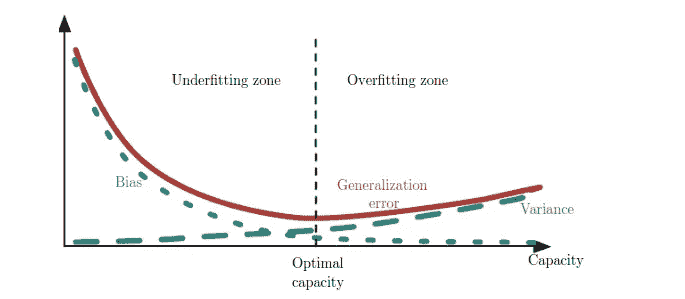 Underfitting zone
Overfitting zone
Bias
Generalization
error
Variance
Optimal
capacity
Capacity